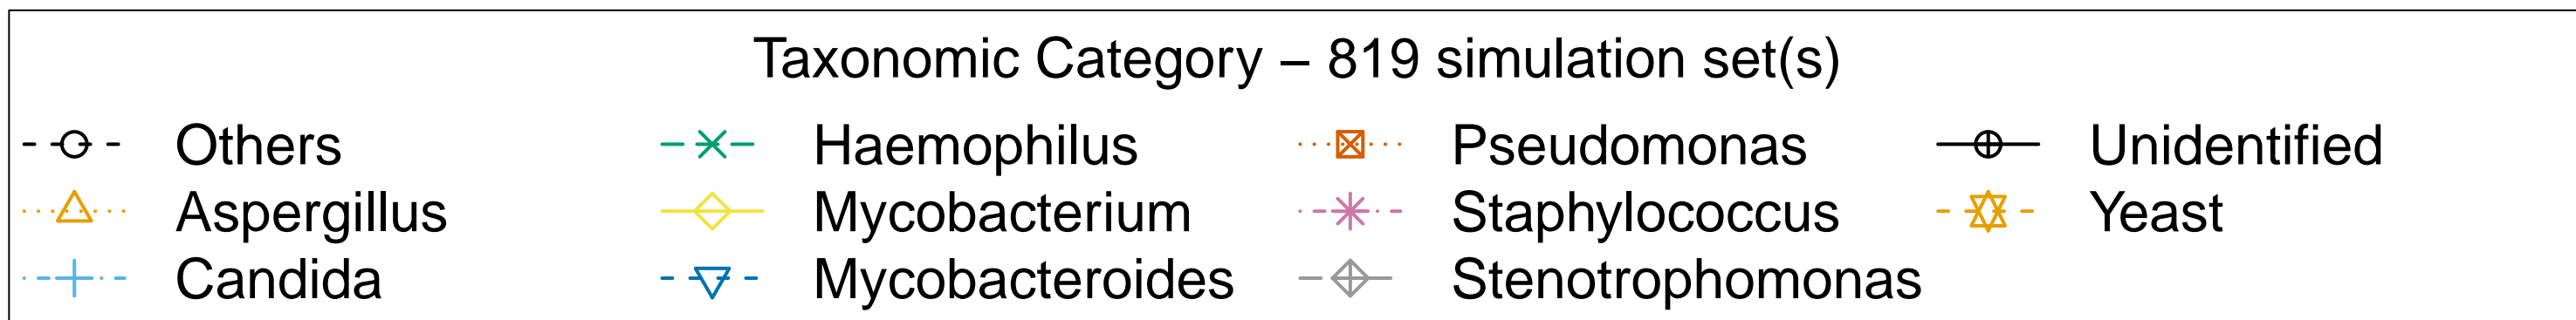 Taxonomic Category – 819 simulation set(s)
Others Haemophilus Pseudomonas Unidentified
Aspergillus Mycobacterium Staphylococcus Yeast
Candida Mycobacteroides Stenotrophomonas